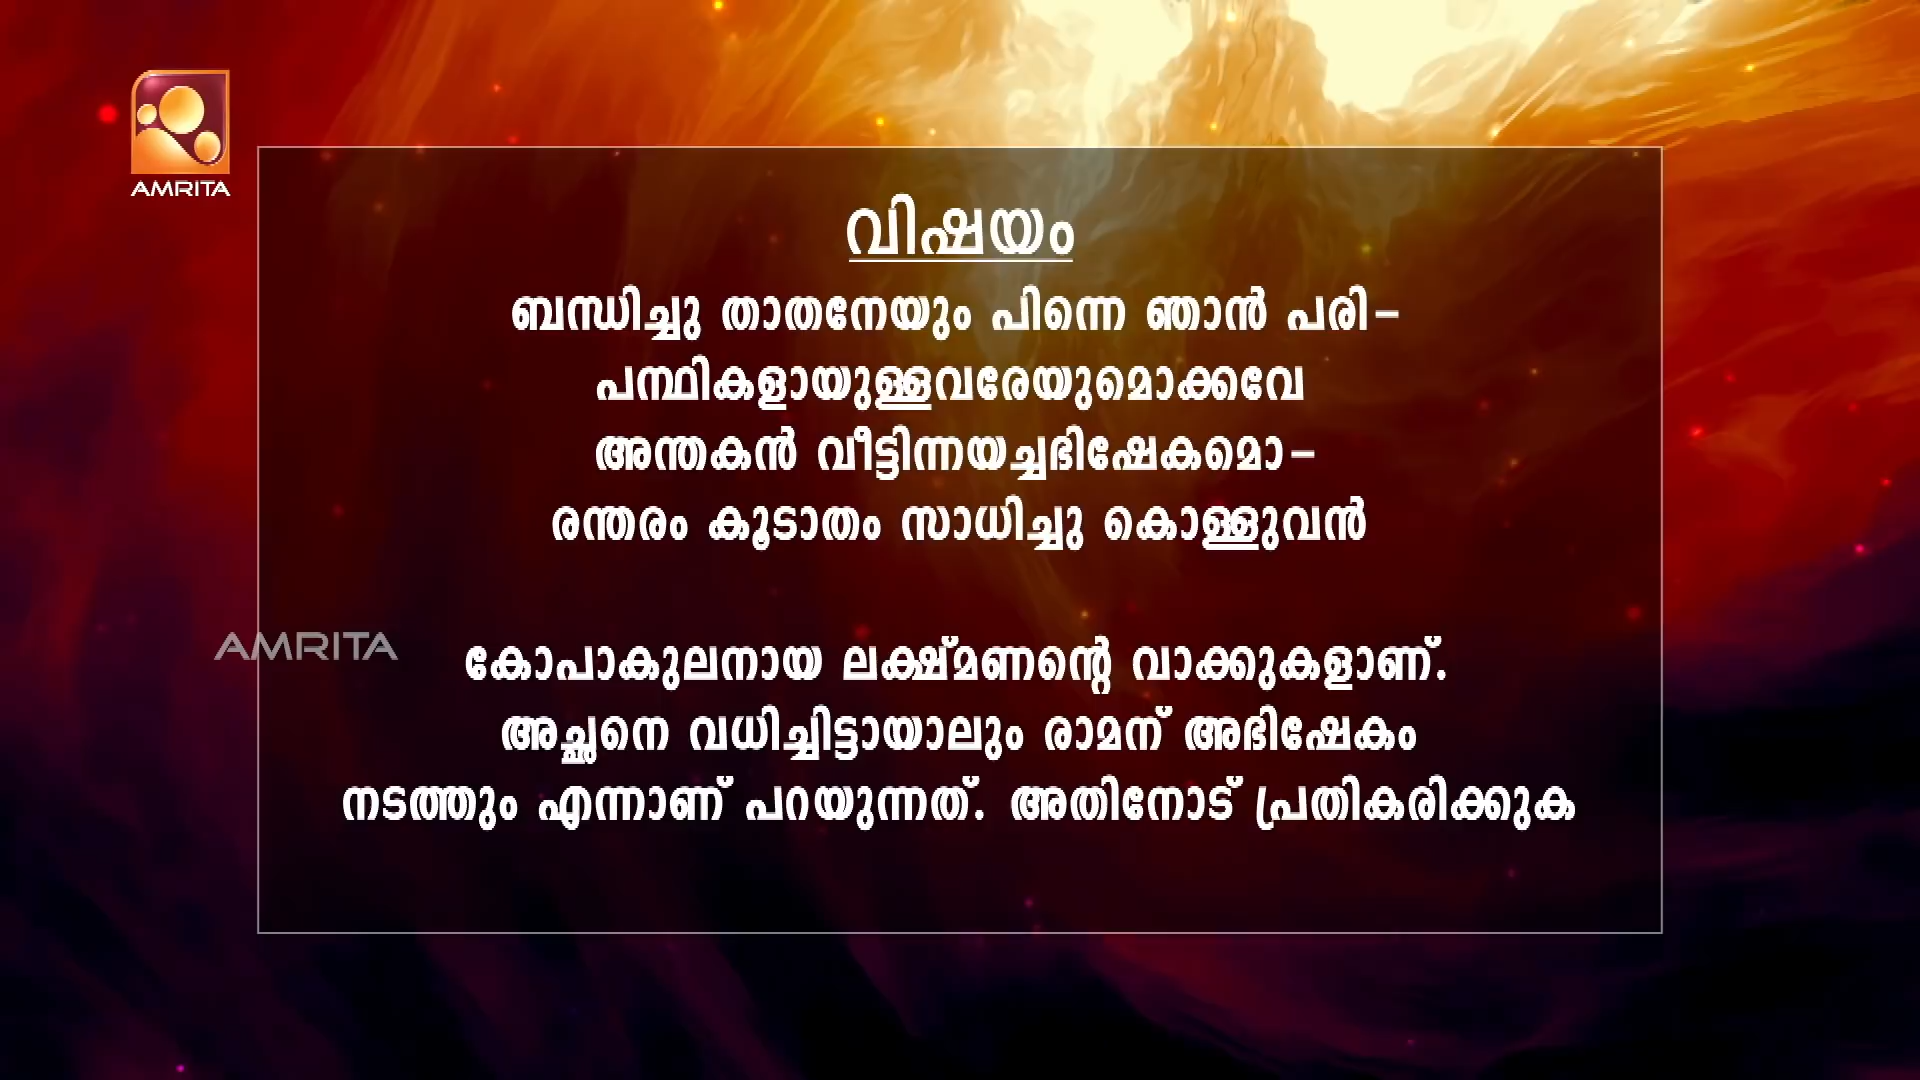 AMRITA
വിഷയം
ബന്ധിച്ചു താതനേയും പിന്നെ ഞാൻ പരി-
പന്ഥികളായുള്ളവരേയുമൊക്കവേ
അന്തകൻ വീട്ടിന്നയച്ചഭിഷേകമൊ-
രന്തരം കൂടാതം സാധിച്ചു കൊള്ളുവൻ
AMRITA
കോപാകുലനായ ലക്ഷ്മണന്റെ വാക്കുകളാണ്.
അച്ഛനെ വധിച്ചിട്ടായാലും രാമന് അഭിഷേകം
നടത്തും എന്നാണ് പറയുന്നത്. അതിനോട് പ്രതികരിക്കുക